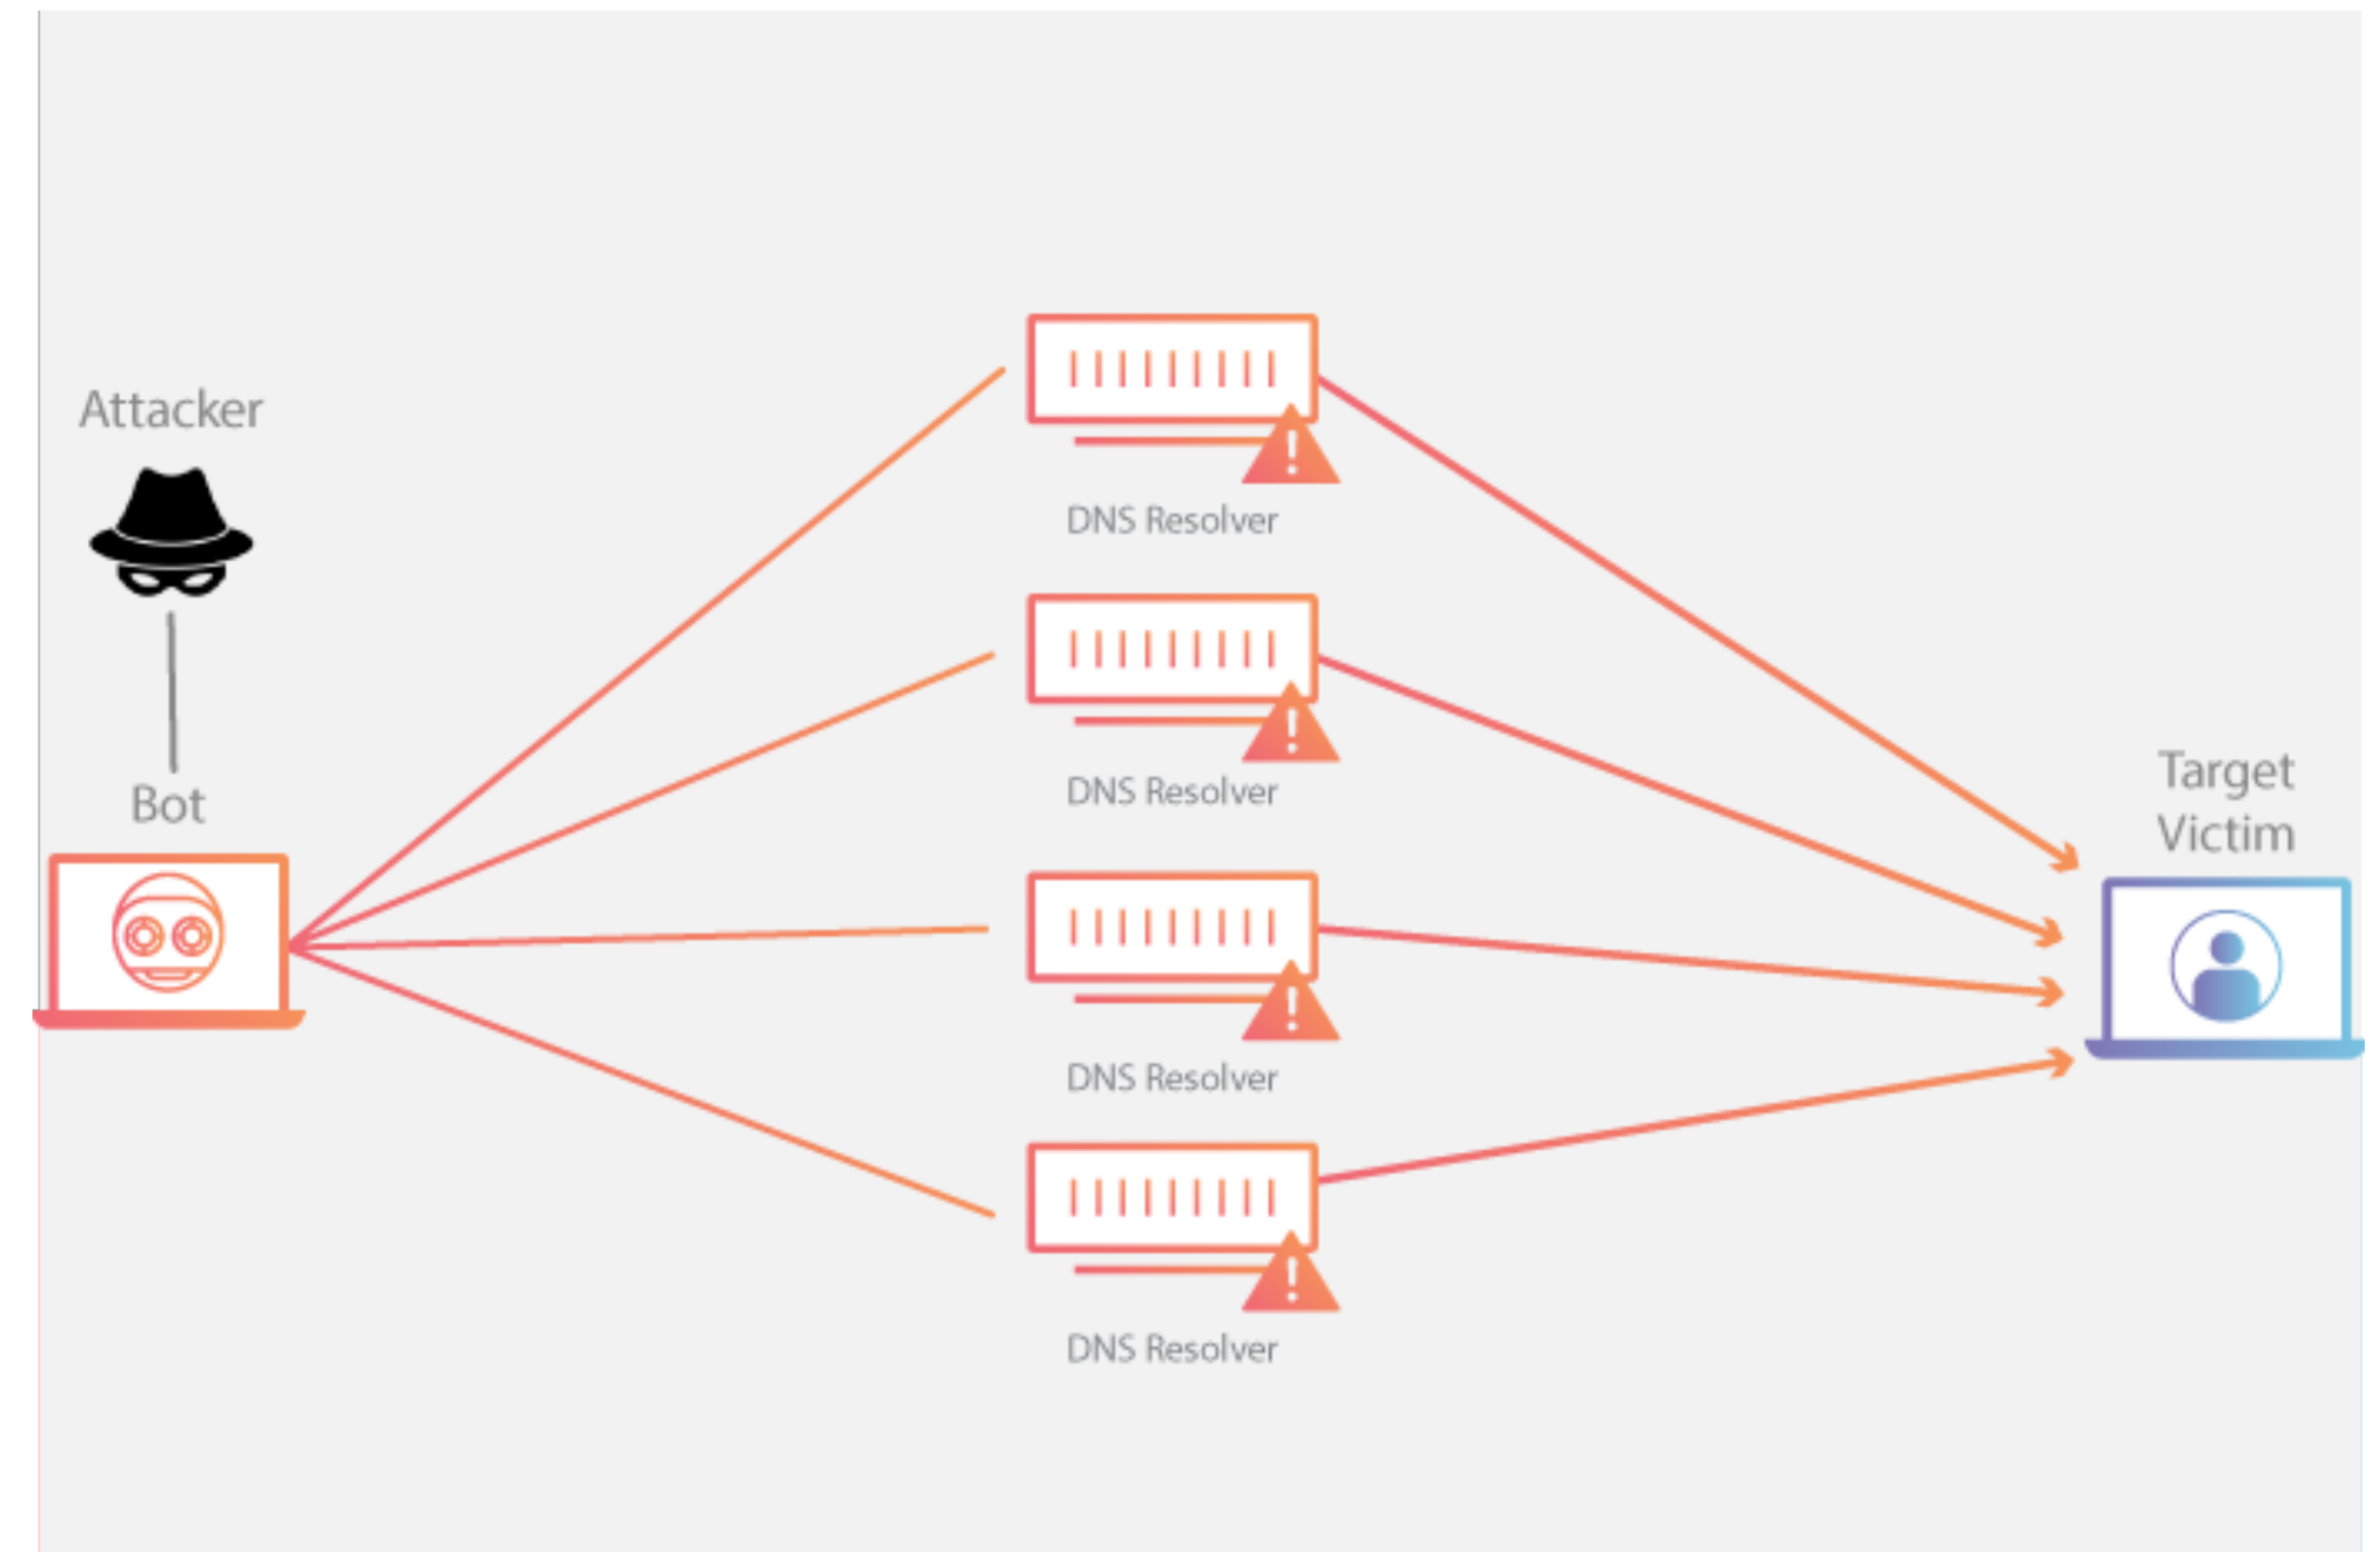 Attacker
Bot
DNS Resolver
DNS Resolver
DNS Resolver
DNS Resolver
Target
Victim